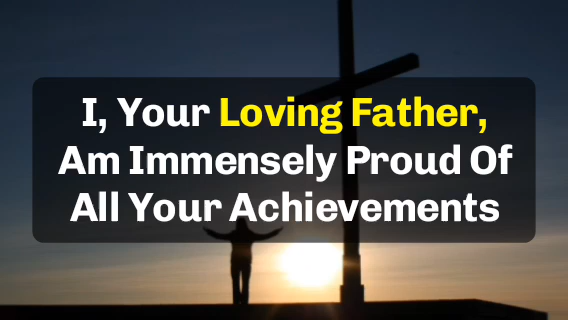 I, Your Loving Father,
Am Immensely Proud Of
All Your Achievements